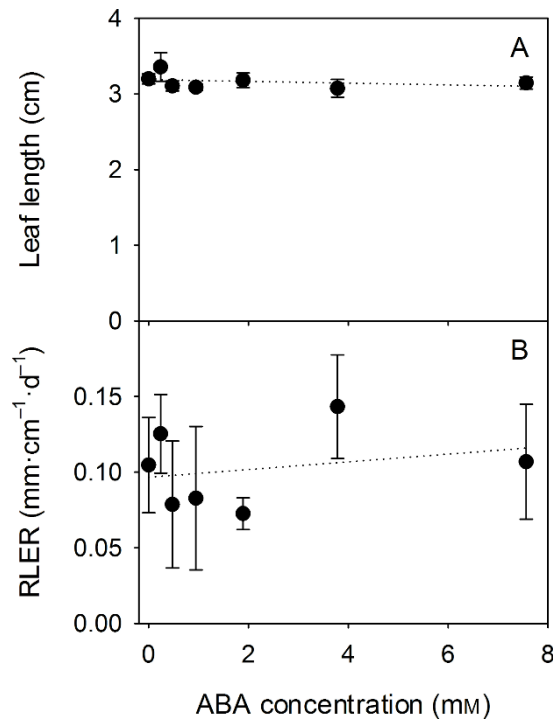 4
A
3
2
1
0
Leaf length (cm)
B
0.15
0.10
0.05
0.00
RLER (mm·cm⁻¹·d⁻¹)
0 2 4 6 8
ABA concentration (mM)